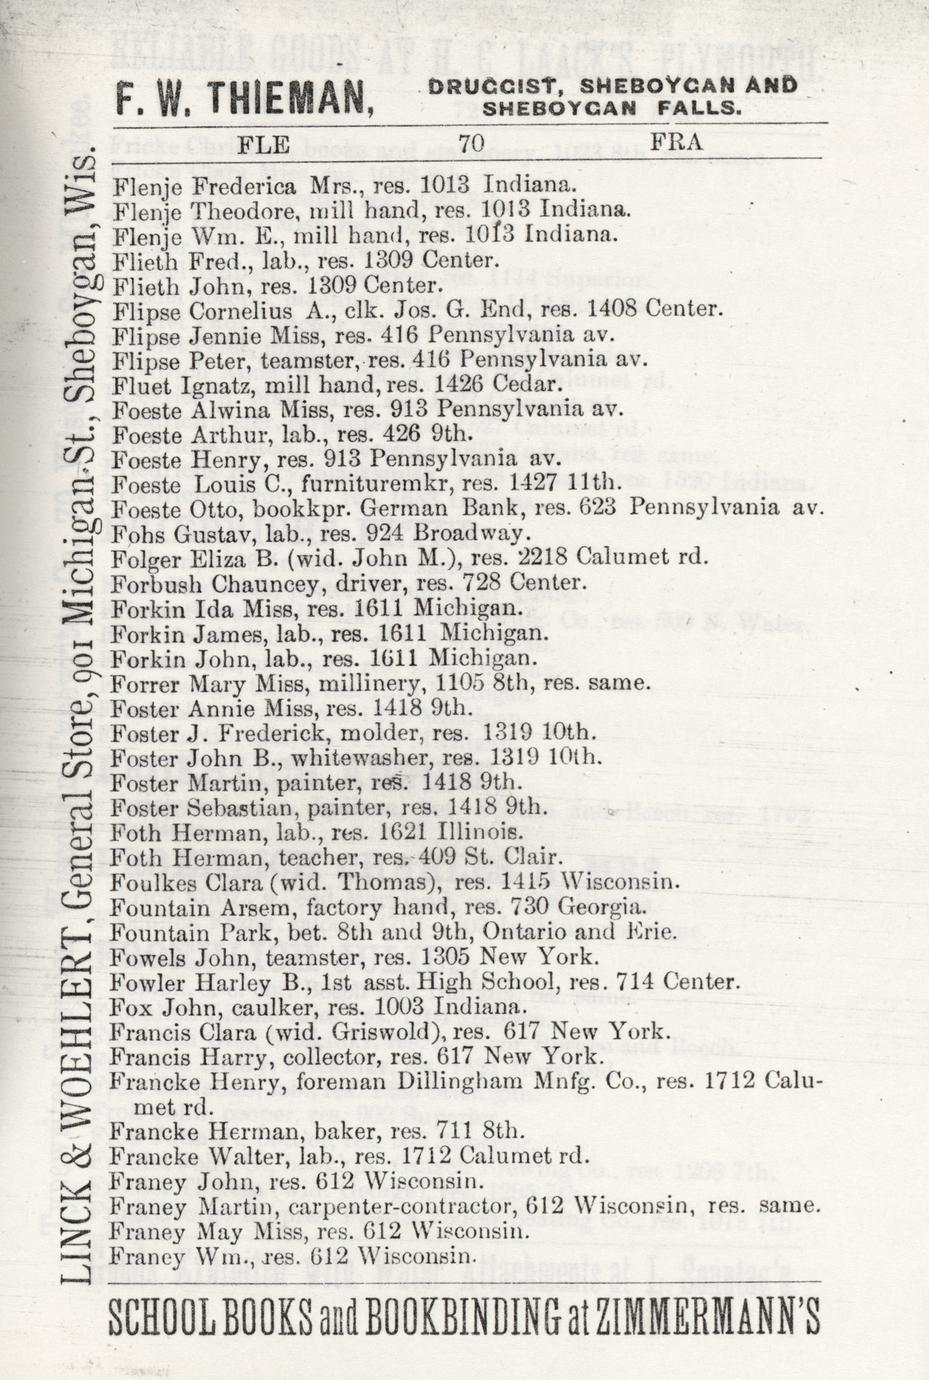 F. W. THIEMAN, DRUGGIST, SHEBOYGAN AND
SHEBOYGAN FALLS.
FLE 70 FRA
Flenje Frederica Mrs., res. 1013 Indiana.
Flenje Theodore, mill hand, res. 1013 Indiana.
Flenje Wm. E., mill hand, res. 1013 Indiana.
Flieth Fred., lab., res. 1309 Center.
Flieth John, res. 1309 Center.
Flipse Cornelius A., clk. Jos. G. End, res. 1408 Center.
Flipse Jennie Miss, res. 416 Pennsylvania av.
Flipse Peter, teamster, res. 416 Pennsylvania av.
Fluet Ignatz, mill hand, res. 1426 Cedar.
Foeste Alwina Miss, res. 913 Pennsylvania av.
Foeste Arthur, lab., res. 426 9th.
Foeste Henry, res. 913 Pennsylvania av.
Foeste Louis C., furnituremkr, res. 1427 11th.
Foeste Otto, bookkpr. German Bank, res. 623 Pennsylvania av.
Fohs Gustav, lab., res. 924 Broadway.
Folger Eliza B. (wid. John M.), res. 2218 Calumet rd.
Forbush Chauncey, driver, res. 728 Center.
Forkin Ida Miss, res. 1611 Michigan.
Forkin James, lab., res. 1611 Michigan.
Forkin John, lab., res. 1611 Michigan.
Forrer Mary Miss, millinery, 1105 8th, res. same.
Foster Annie Miss, res. 1418 9th.
Foster J. Frederick, molder, res. 1319 10th.
Foster John B., whitewasher, res. 1319 10th.
Foster Martin, painter, res. 1418 9th.
Foster Sebastian, painter, res. 1418 9th.
Foth Herman, lab., res. 1621 Illinois.
Foth Herman, teacher, res. 409 St. Clair.
Foulkes Clara (wid. Thomas), res. 1415 Wisconsin.
Fountain Arsem, factory hand, res. 730 Georgia.
Fountain Park, bet. 8th and 9th, Ontario and Erie.
Fowels John, teamster, res. 1305 New York.
Fowler Harley B., 1st asst. High School, res. 714 Center.
Fox John, caulker, res. 1003 Indiana.
Francis Clara (wid. Griswold), res. 617 New York.
Francis Harry, collector, res. 617 New York.
Francke Henry, foreman Dillingham Mnfg. Co., res. 1712 Calu-
met rd.
Francke Herman, baker, res. 711 8th.
Francke Walter, lab., res. 1712 Calumet rd.
Franey John, res. 612 Wisconsin.
Franey Martin, carpenter-contractor, 612 Wisconsin, res. same.
Franey May Miss, res. 612 Wisconsin.
Franey Wm., res. 612 Wisconsin.
LINCK & WOEHLERT, General Store, 901 Michigan St., Sheboygan, Wis.
SCHOOL BOOKS and BOOKBINDING at ZIMMERMANN'S